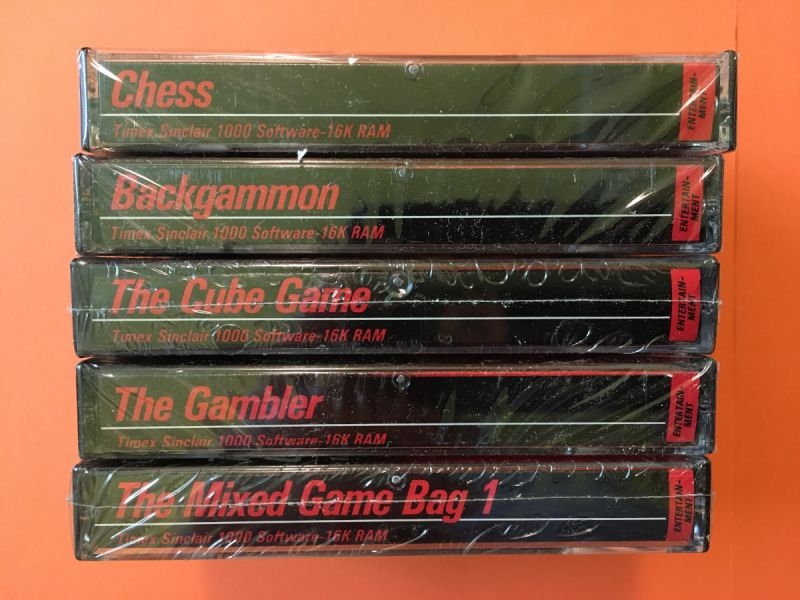 Chess
Timex Sinclair 1000 Software-16K RAM
ENTERTAIN-
MENT
Backgammon
Timex Sinclair 1000 Software-16K RAM
ENTERTAIN-
MENT
The Cube Game
Timex Sinclair 1000 Software-16K RAM
ENTERTAIN-
MENT
The Gambler
Timex Sinclair 1000 Software-16K RAM
ENTERTAIN-
MENT
The Mixed Game Bag 1
Timex Sinclair 1000 Software-16K RAM
ENTERTAIN-
MENT